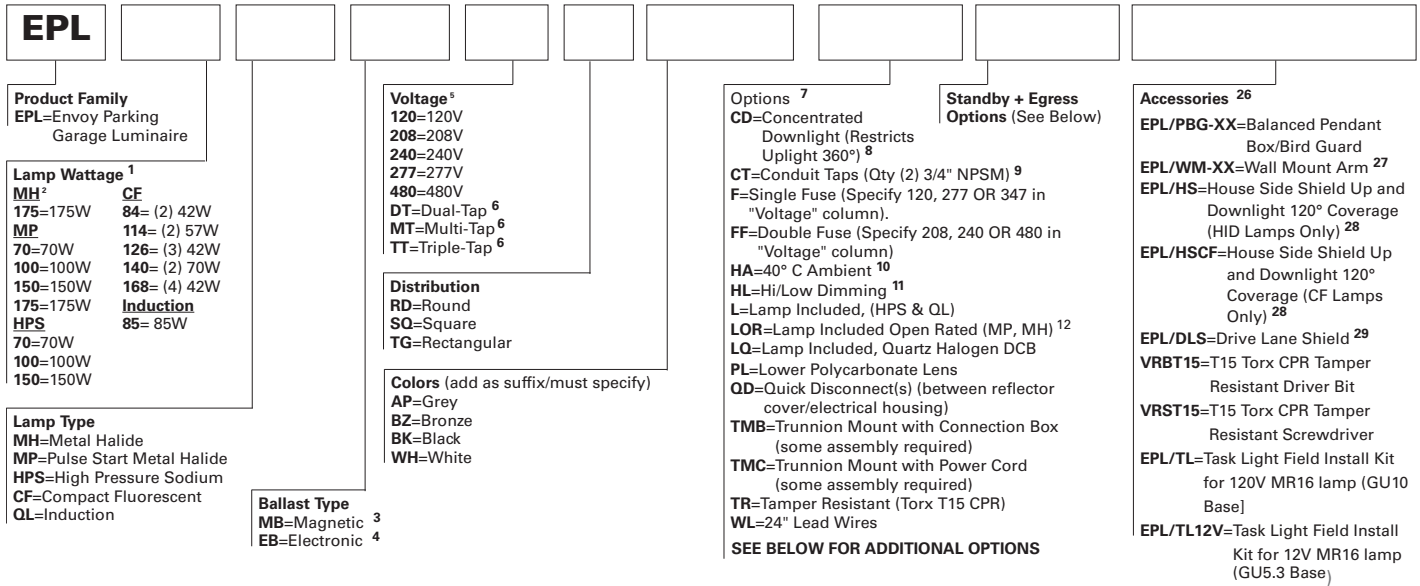 EPL
Product Family
EPL=Envoy Parking
Garage Luminaire
Lamp Wattage 1
MH2 CF
175=175W 84= (2) 42W
MP 114= (2) 57W
70=70W 126= (3) 42W
100=100W 140= (2) 70W
150=150W 168= (4) 42W
175=175W Induction
HPS 85= 85W
70=70W
100=100W
150=150W
Lamp Type
MH=Metal Halide
MP=Pulse Start Metal Halide
HPS=High Pressure Sodium
CF=Compact Fluorescent
QL=Induction
Ballast Type
MB=Magnetic 3
EB=Electronic 4
Voltage 5
120=120V
208=208V
240=240V
277=277V
480=480V
DT=Dual-Tap 6
MT=Multi-Tap 6
TT=Triple-Tap 6
Distribution
RD=Round
SQ=Square
TG=Rectangular
Colors (add as suffix/must specify)
AP=Grey
BZ=Bronze
BK=Black
WH=White
Options 7
CD=Concentrated
Downlight (Restricts
Uplight 360°) 8
CT=Conduit Taps (Qty (2) 3/4" NPSM) 9
F=Single Fuse (Specify 120, 277 OR 347 in
"Voltage" column).
FF=Double Fuse (Specify 208, 240 OR 480 in
"Voltage" column)
HA=40° C Ambient 10
HL=Hi/Low Dimming 11
L=Lamp Included, (HPS & QL)
LOR=Lamp Included Open Rated (MP, MH) 12
LQ=Lamp Included, Quartz Halogen DCB
PL=Lower Polycarbonate Lens
QD=Quick Disconnect(s) (between reflector
cover/electrical housing)
TMB=Trunnion Mount with Connection Box
(some assembly required)
TMC=Trunnion Mount with Power Cord
(some assembly required)
TR=Tamper Resistant (Torx T15 CPR)
WL=24" Lead Wires
SEE BELOW FOR ADDITIONAL OPTIONS
Standby + Egress
Options (See Below)
Accessories 26
EPL/PBG-XX=Balanced Pendant
Box/Bird Guard
EPL/WM-XX=Wall Mount Arm 27
EPL/HS=House Side Shield Up and
Downlight 120° Coverage
(HID Lamps Only) 28
EPL/HSCF=House Side Shield Up
and Downlight 120°
Coverage (CF Lamps
Only) 28
EPL/DLS=Drive Lane Shield 29
VRBT15=T15 Torx CPR Tamper
Resistant Driver Bit
VRST15=T15 Torx CPR Tamper
Resistant Screwdriver
EPL/TL=Task Light Field Install Kit
for 120V MR16 lamp (GU10
Base]
EPL/TL12V=Task Light Field Install
Kit for 12V MR16 lamp
(GU5.3 Base)